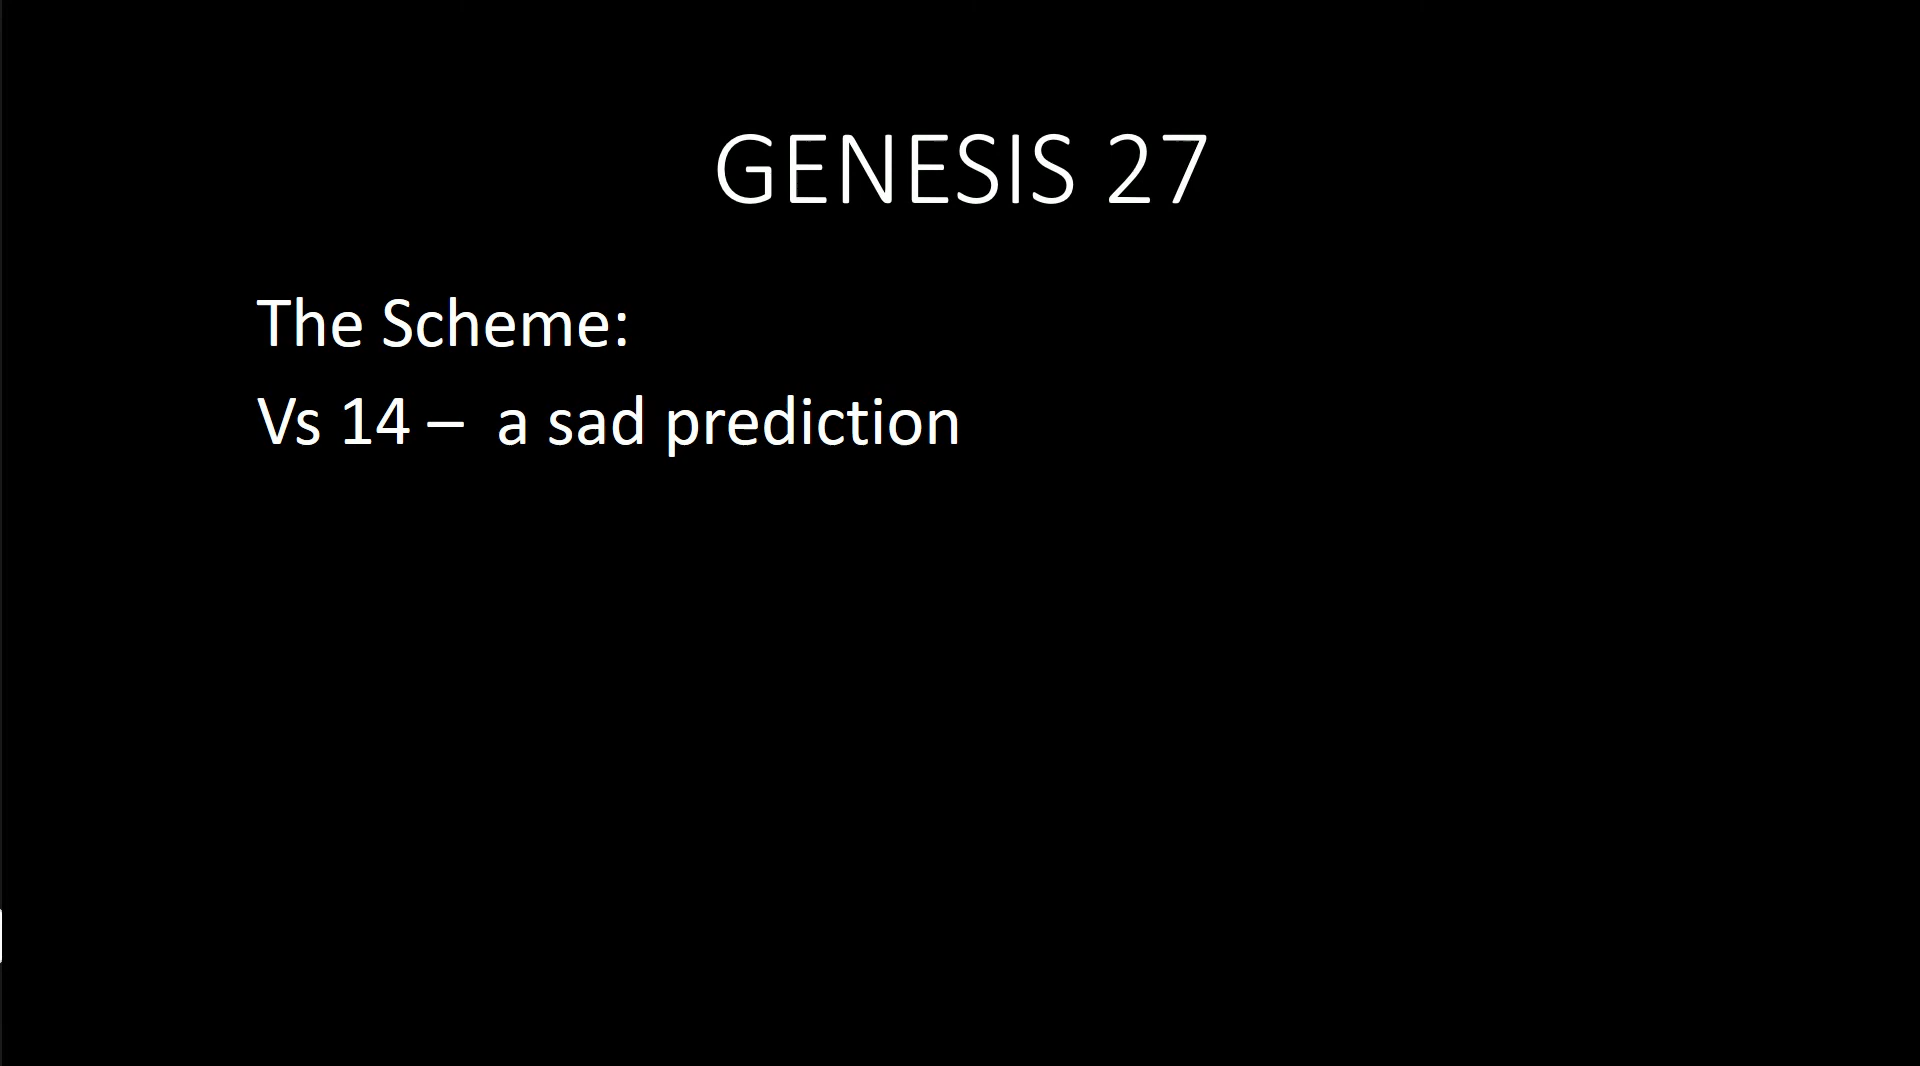 GENESIS 27
The Scheme:
Vs 14 –  a sad prediction